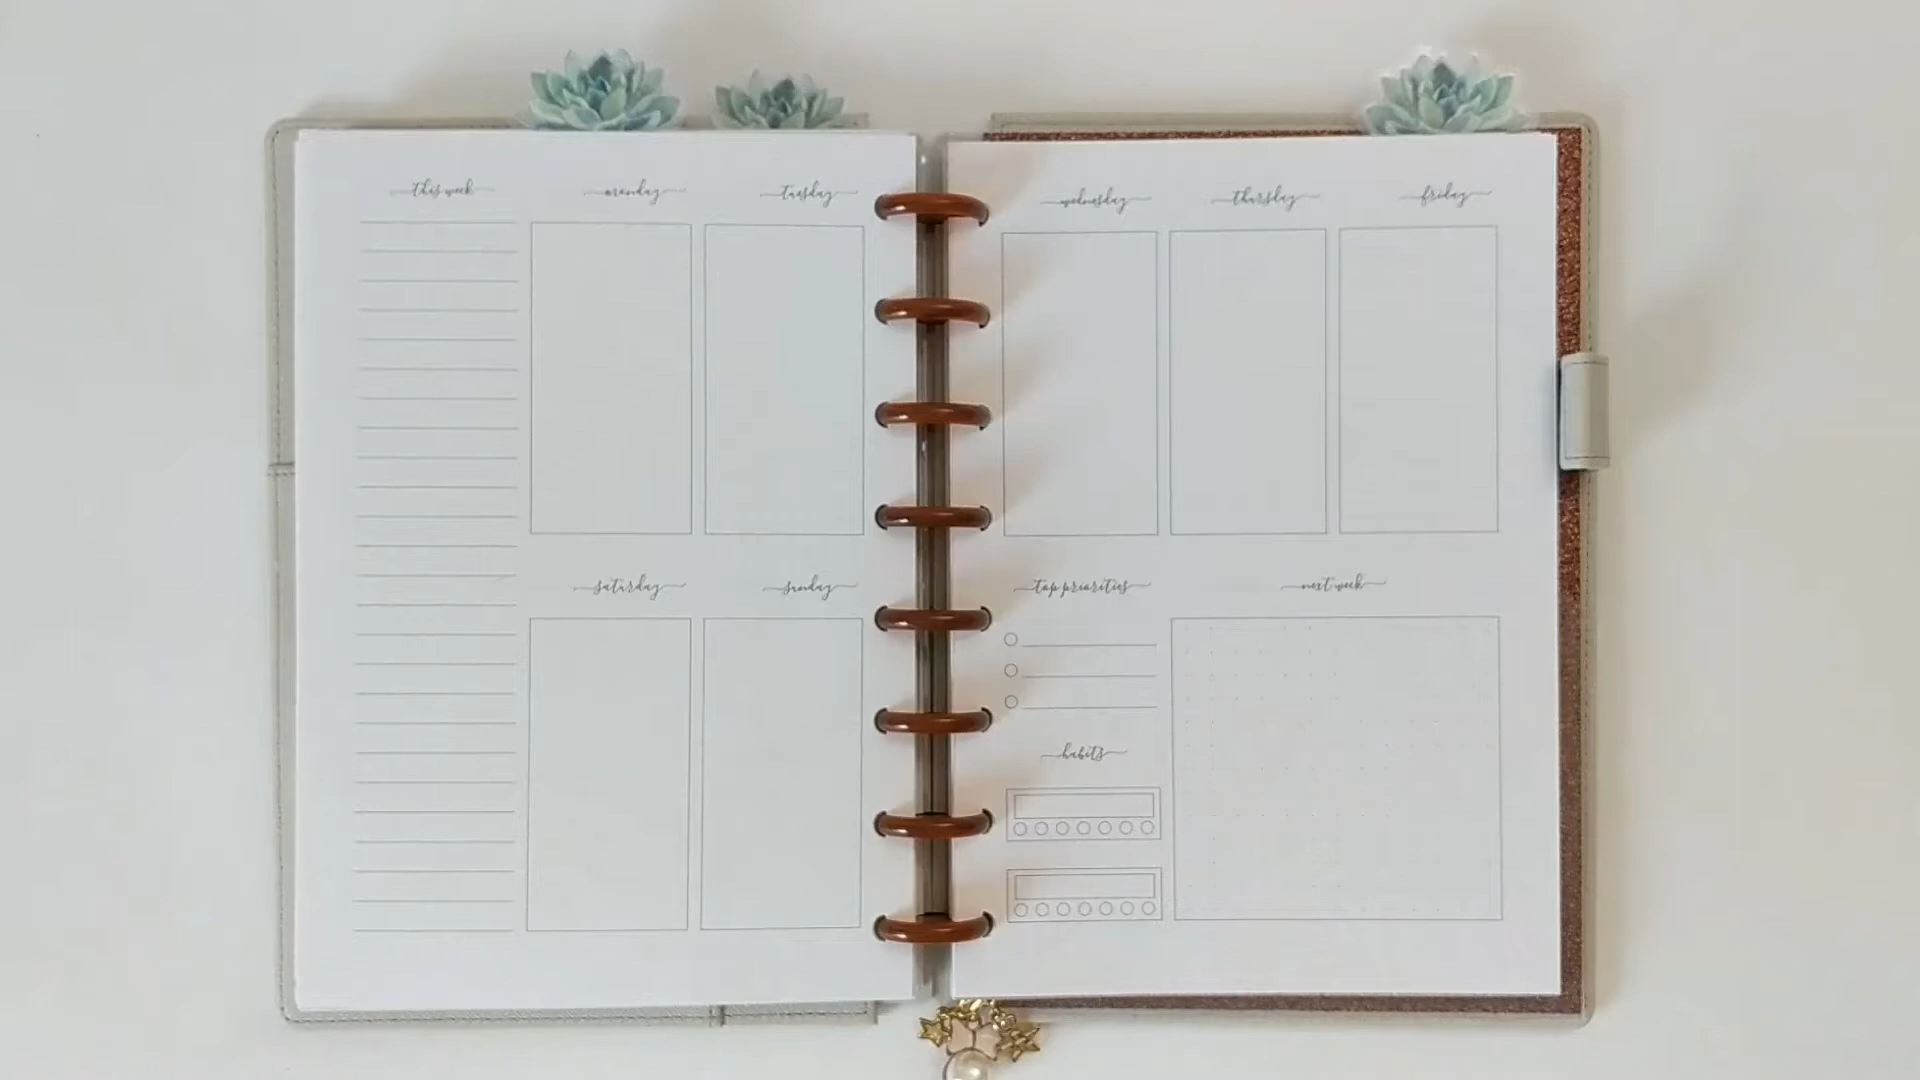 this week
monday
tuesday
saturday
sunday
wednesday
thursday
friday
top priorities
next week
habits